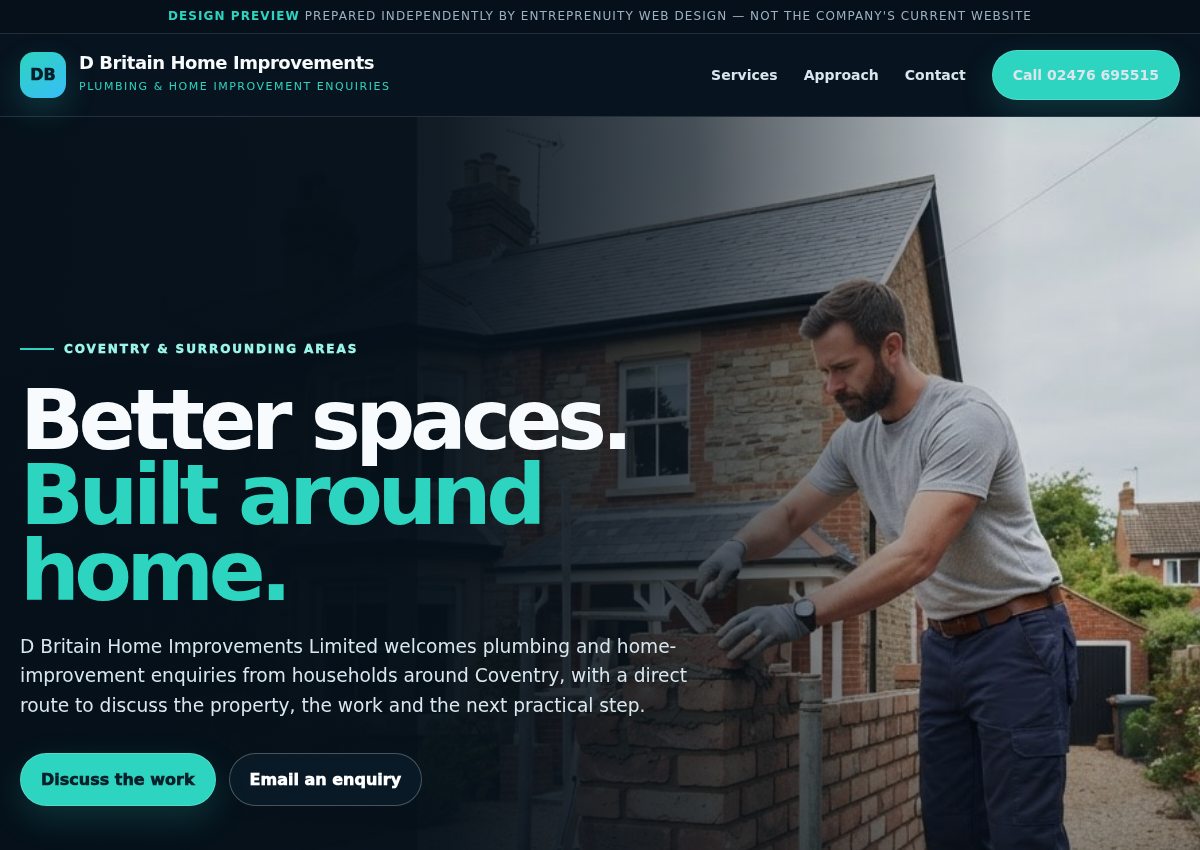 DESIGN PREVIEW PREPARED INDEPENDENTLY BY ENTREPRENUITY WEB DESIGN — NOT THE COMPANY'S CURRENT WEBSITE
DB
D Britain Home Improvements
PLUMBING & HOME IMPROVEMENT ENQUIRIES
Services
Approach
Contact
Call 02476 695515
COVENTRY & SURROUNDING AREAS
Better spaces.
Built around
home.
D Britain Home Improvements Limited welcomes plumbing and home-
improvement enquiries from households around Coventry, with a direct
route to discuss the property, the work and the next practical step.
Discuss the work
Email an enquiry